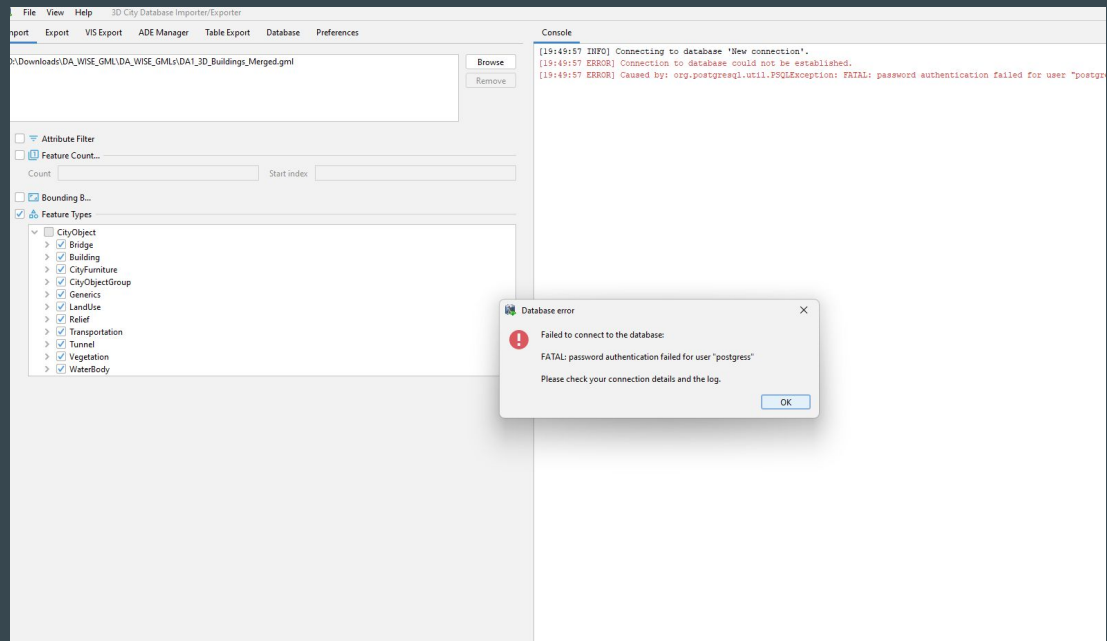 File View Help 3D City Database Importer/Exporter
mport Export VIS Export ADE Manager Table Export Database Preferences
Console
D:\Downloads\DA_WISE_GML\DA_WISE_GMLs\DA1_3D_Buildings_Merged.gml
Browse
Remove
[19:49:57 INFO] Connecting to database 'New connection'.
[19:49:57 ERROR] Connection to database could not be established.
[19:49:57 ERROR] Caused by: org.postgresql.util.PSQLException: FATAL: password authentication failed for user "postgre
Attribute Filter
Feature Count...
Count Start index
Bounding B...
Feature Types
CityObject
Bridge
Building
CityFurniture
CityObjectGroup
Generics
LandUse
Relief
Transportation
Tunnel
Vegetation
WaterBody
Database error
Failed to connect to the database:
FATAL: password authentication failed for user "postgress"
Please check your connection details and the log.
OK